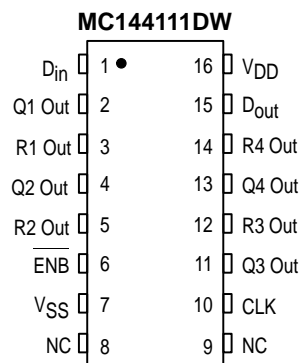 MC144111DW
Din 1 16 VDD
Q1 Out 2 15 Dout
R1 Out 3 14 R4 Out
Q2 Out 4 13 Q4 Out
R2 Out 5 12 R3 Out
ENB 6 11 Q3 Out
VSS 7 10 CLK
NC 8 9 NC